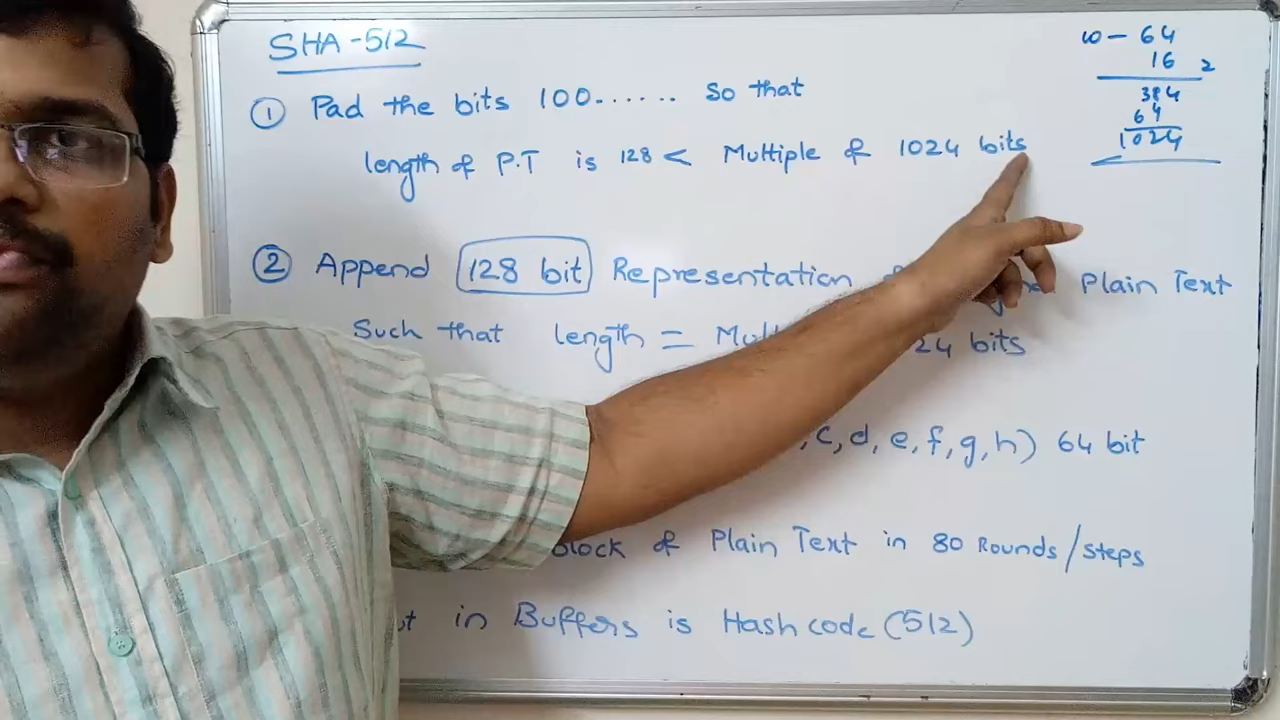 SHA-512
① Pad the bits 100....... so that
length of P.T is 128 < Multiple of 1024 bits
② Append 128 bit Representation Plain Text
Such that length = 24 bits
,c,d,e,f,g,h) 64 bit
Block of Plain Text in 80 Rounds/steps
in Buffers is Hash code (512)
w - 64
16 2
384
64
1024